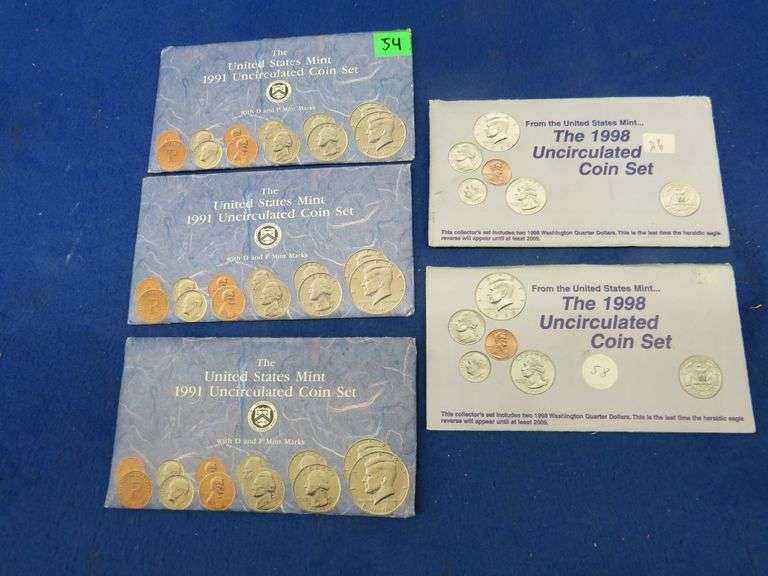 54
The
United States Mint
1991 Uncirculated Coin Set
with D and P Mint Marks
The
United States Mint
1991 Uncirculated Coin Set
with D and P Mint Marks
The
United States Mint
1991 Uncirculated Coin Set
with D and P Mint Marks
From the United States Mint...
The 1998
Uncirculated
Coin Set
This collector's set includes two 1998 Washington Quarter Dollars. This is the last time the heraldic eagle
reverse will appear until at least 2009.
From the United States Mint...
The 1998
Uncirculated
Coin Set
58
This collector's set includes two 1998 Washington Quarter Dollars. This is the last time the heraldic eagle
reverse will appear until at least 2009.